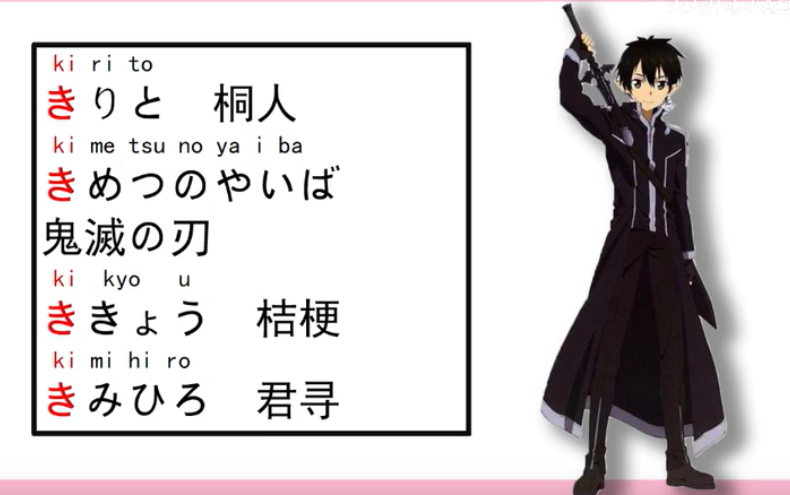 ki ri to
きりと 桐人
ki me tsu no ya i ba
きめつのやいば
鬼滅の刃
ki kyo u
ききょう 桔梗
ki mi hi ro
きみひろ 君寻